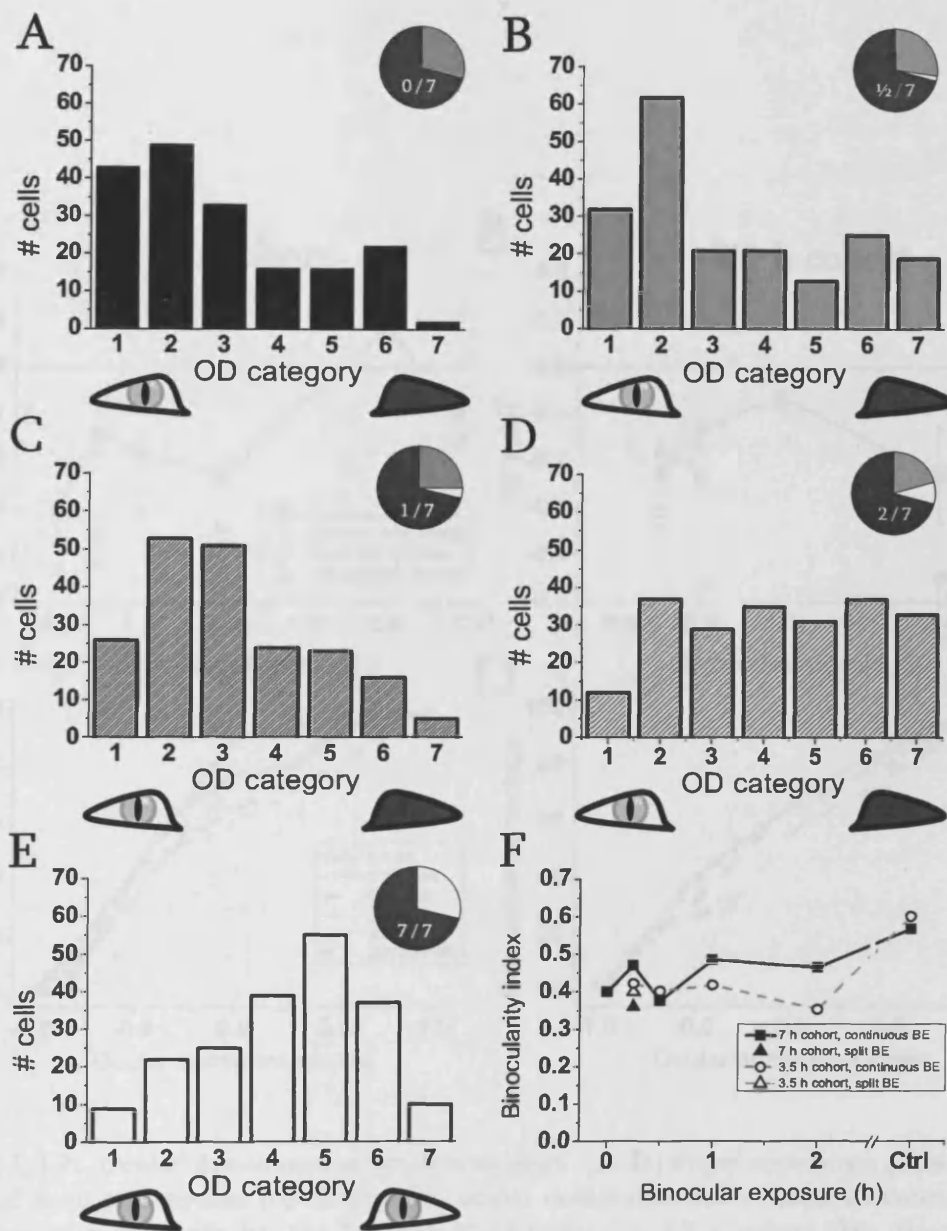 A
70
60
50
40
30
20
10
0
# cells
1 2 3 4 5 6 7
OD category
0/7
B
70
60
50
40
30
20
10
0
# cells
1 2 3 4 5 6 7
OD category
½/7
C
70
60
50
40
30
20
10
0
# cells
1 2 3 4 5 6 7
OD category
1/7
D
70
60
50
40
30
20
10
0
# cells
1 2 3 4 5 6 7
OD category
2/7
E
70
60
50
40
30
20
10
0
# cells
1 2 3 4 5 6 7
OD category
7/7
F
0.7
0.6
0.5
0.4
0.3
0.2
0.1
0.0
Binocularity index
7 h cohort, continuous BE
7 h cohort, split BE
3.5 h cohort, continuous BE
3.5 h cohort, split BE
0 1 2 Ctrl
Binocular exposure (h)